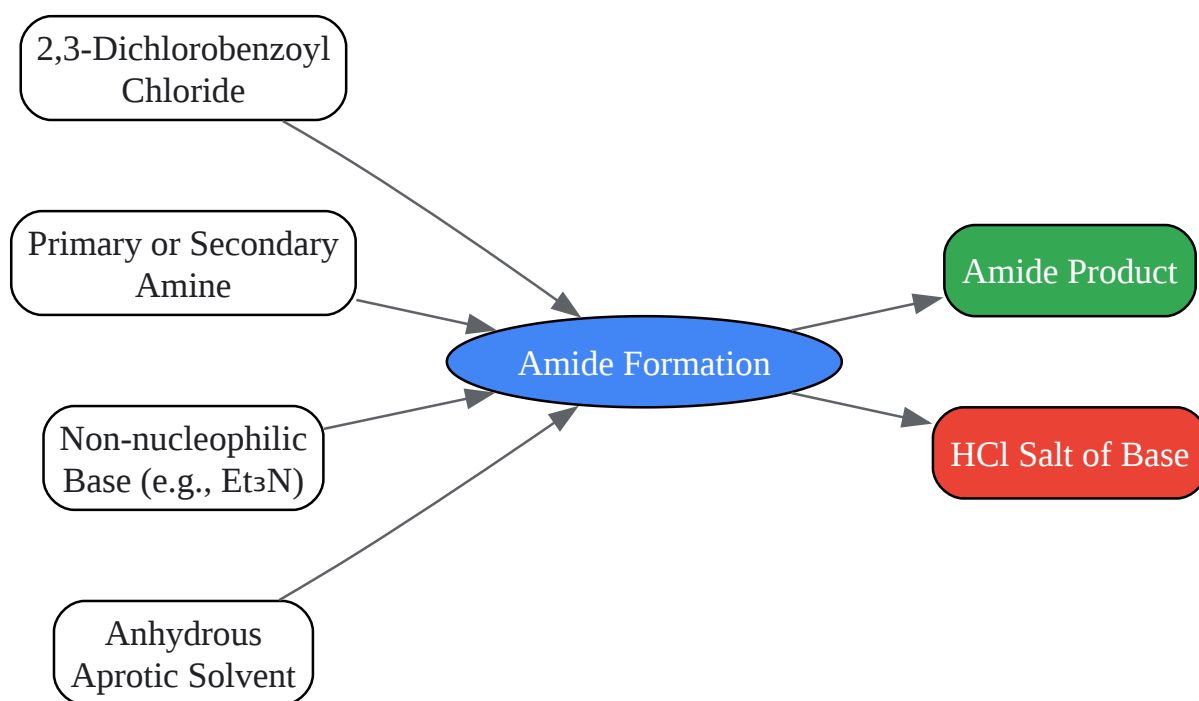 2,3-Dichlorobenzoyl
Chloride
Primary or Secondary
Amine
Non-nucleophilic
Base (e.g., Et₃N)
Anhydrous
Aprotic Solvent
Amide Formation
Amide Product
HCl Salt of Base